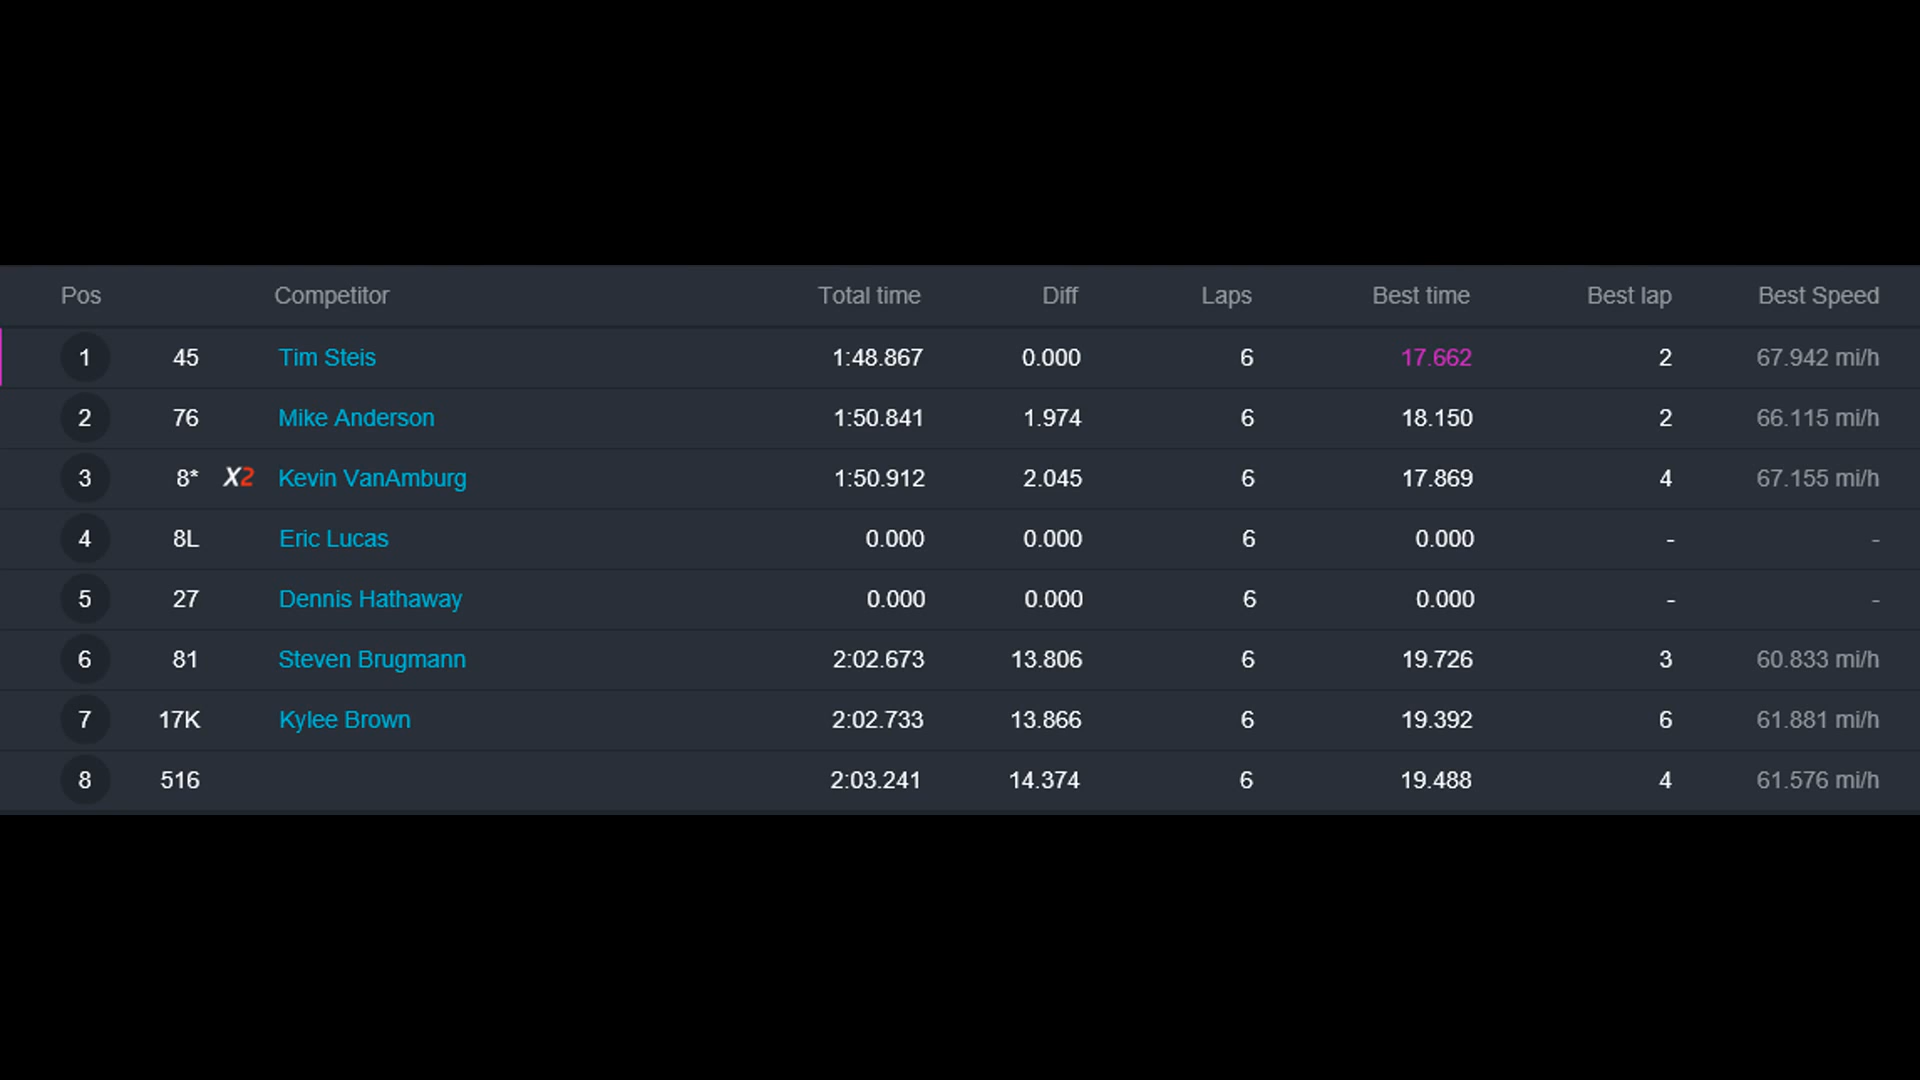 Pos Competitor Total time Diff Laps Best time Best lap Best Speed
1 45 Tim Steis 1:48.867 0.000 6 17.662 2 67.942 mi/h
2 76 Mike Anderson 1:50.841 1.974 6 18.150 2 66.115 mi/h
3 8* X2 Kevin VanAmburg 1:50.912 2.045 6 17.869 4 67.155 mi/h
4 8L Eric Lucas 0.000 0.000 6 0.000 - -
5 27 Dennis Hathaway 0.000 0.000 6 0.000 - -
6 81 Steven Brugmann 2:02.673 13.806 6 19.726 3 60.833 mi/h
7 17K Kylee Brown 2:02.733 13.866 6 19.392 6 61.881 mi/h
8 516 2:03.241 14.374 6 19.488 4 61.576 mi/h